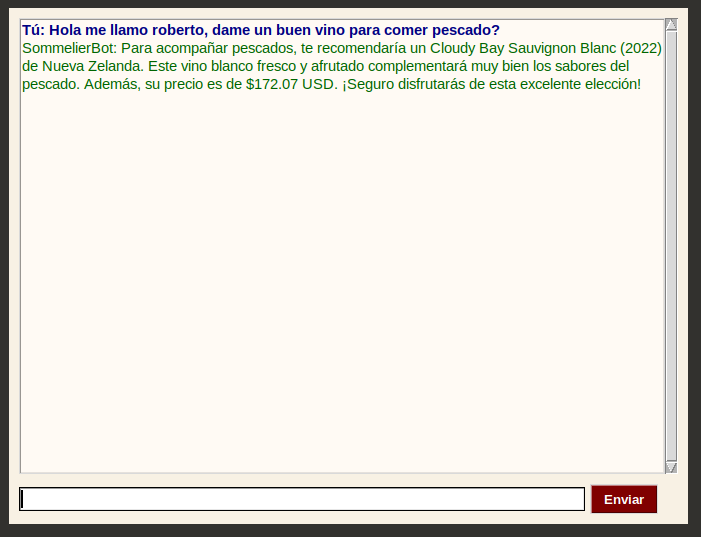 Tú: Hola me llamo roberto, dame un buen vino para comer pescado?
SommelierBot: Para acompañar pescados, te recomendaría un Cloudy Bay Sauvignon Blanc (2022)
de Nueva Zelanda. Este vino blanco fresco y afrutado complementará muy bien los sabores del
pescado. Además, su precio es de $172.07 USD. ¡Seguro disfrutarás de esta excelente elección!
Enviar